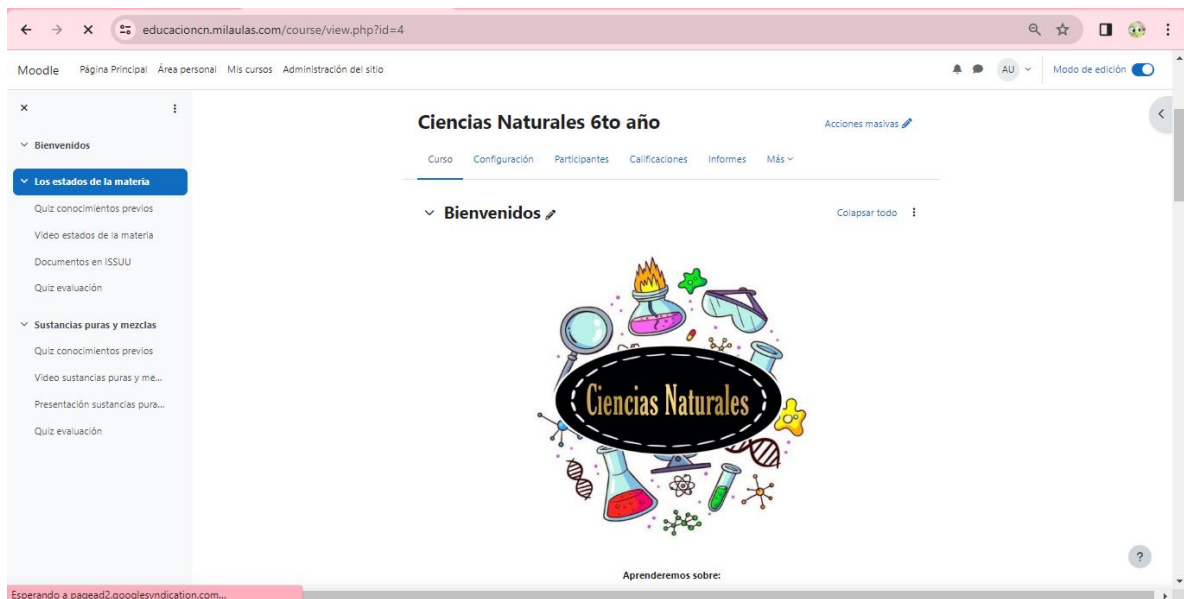 educacioncn.milaulas.com/course/view.php?id=4
Moodle Página Principal Área personal Mis cursos Administración del sitio AU Modo de edición
Bienvenidos
Los estados de la materia
Quiz conocimientos previos
Video estados de la materia
Documentos en ISSUU
Quiz evaluación
Sustancias puras y mezclas
Quiz conocimientos previos
Video sustancias puras y me...
Presentación sustancias pura...
Quiz evaluación
Ciencias Naturales 6to año
Acciones masivas
Curso Configuración Participantes Calificaciones Informes Más
Bienvenidos
Colapsar todo
Ciencias Naturales
Aprenderemos sobre:
?
Esperando a pagead2.googlesyndication.com...